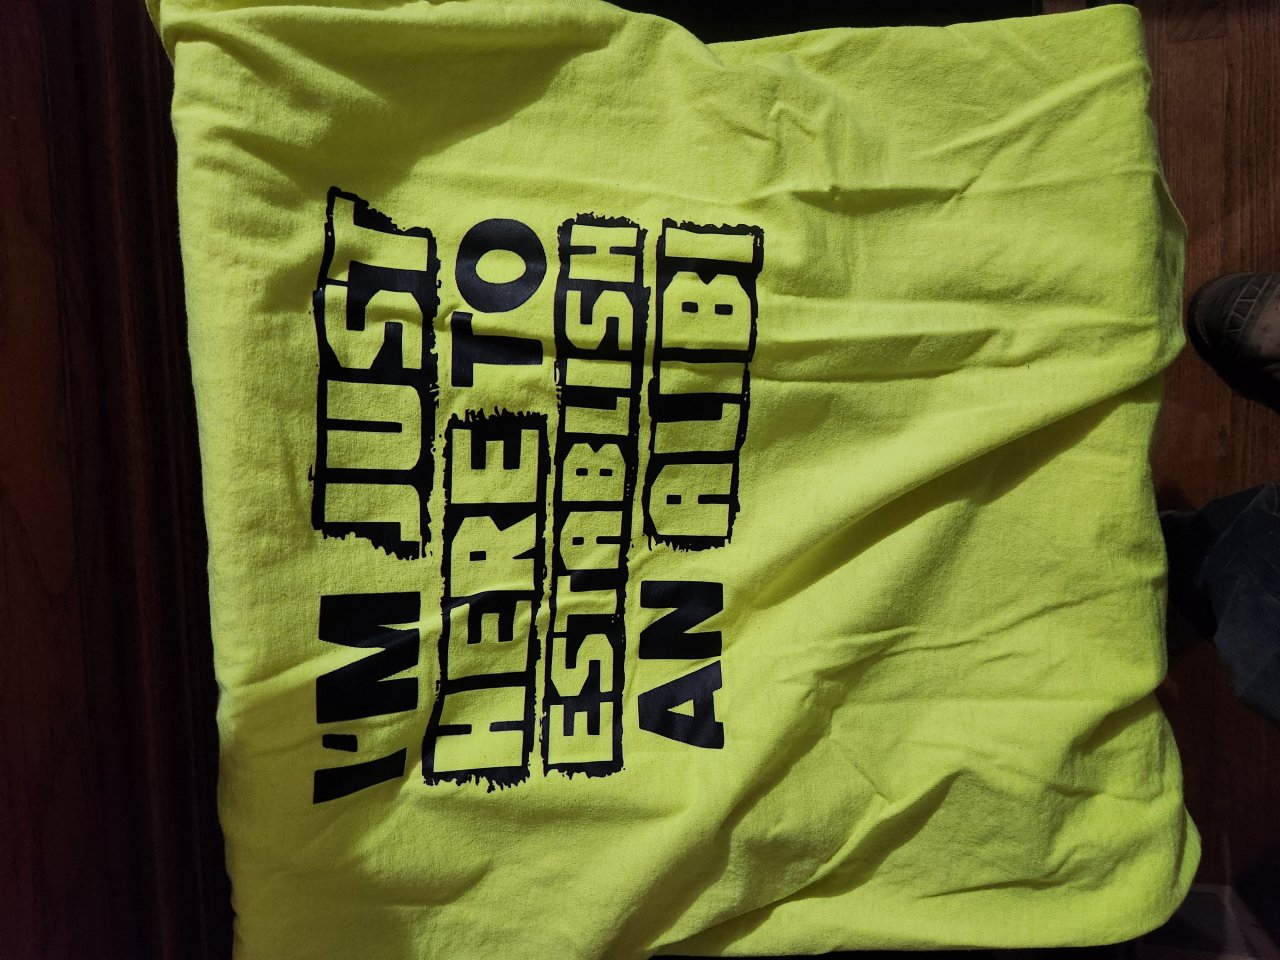 I'M JUST
HERE TO
ESTABLISH
AN ALIBI